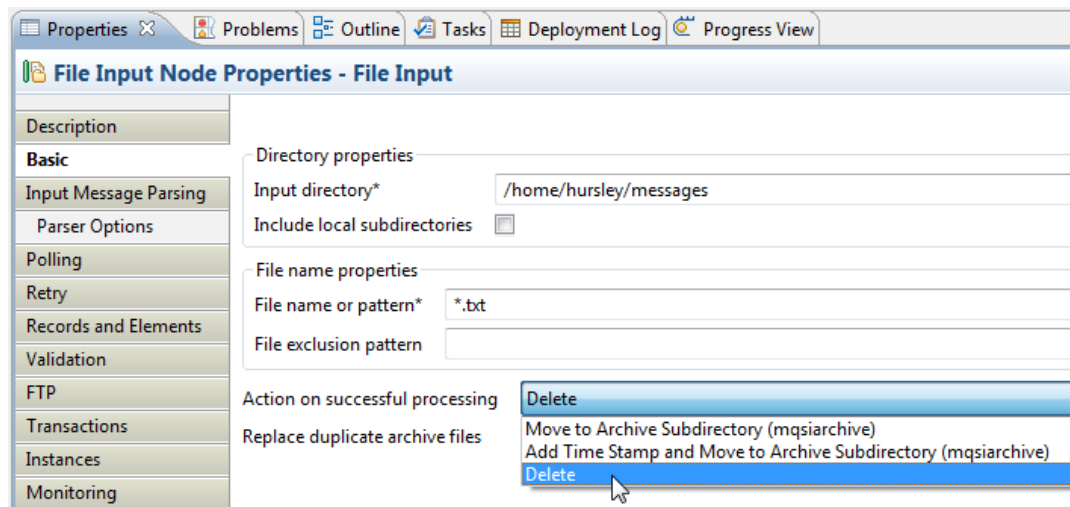 Properties Problems Outline Tasks Deployment Log Progress View
File Input Node Properties - File Input
Description
Basic
Input Message Parsing
Parser Options
Polling
Retry
Records and Elements
Validation
FTP
Transactions
Instances
Monitoring
Directory properties
Input directory* /home/hursley/messages
Include local subdirectories
File name properties
File name or pattern* *.txt
File exclusion pattern
Action on successful processing Delete
Replace duplicate archive files
Move to Archive Subdirectory (mqsiarchive)
Add Time Stamp and Move to Archive Subdirectory (mqsiarchive)
Delete